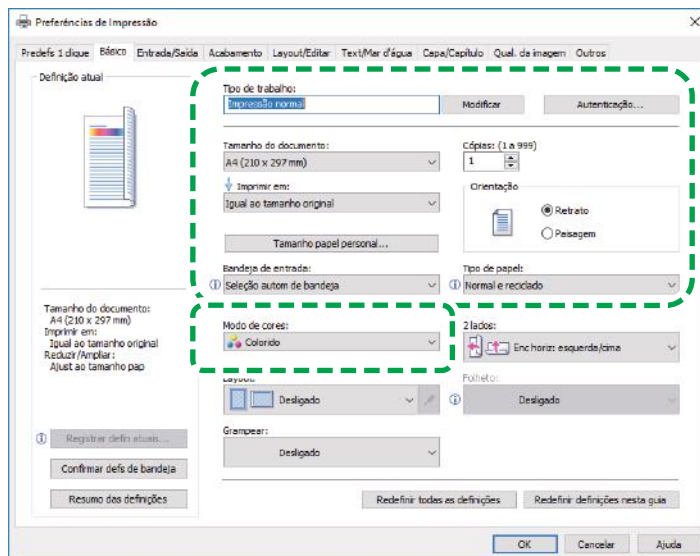 Preferências de Impressão
Predefs 1 clique Básico Entrada/Saída Acabamento Layout/Editar Text/Mar d'água Capa/Capítulo Qual. da imagem Outros
Definição atual
Tipo de trabalho:
Impressão normal Modificar Autenticação...
Tamanho do documento: Cópias: (1 a 999)
A4 (210 x 297 mm) 1
Imprimir em: Orientação
Igual ao tamanho original Retrato
Paisagem
Tamanho papel personal...
Bandeja de entrada: Tipo de papel:
Seleção autom de bandeja Normal e reciclado
Tamanho do documento:
A4 (210 x 297 mm)
Imprimir em:
Igual ao tamanho original
Reduzir/Ampliar:
Ajust ao tamanho pap
Modo de cores: 2 lados:
Colorido Enc horiz: esquerda/cima
Layout: Folheto:
Desligado Desligado
Grampear:
Desligado
Registrar defin atuais...
Confirmar defs de bandeja
Resumo das definições
Redefinir todas as definições Redefinir definições nesta guia
OK Cancelar Ajuda